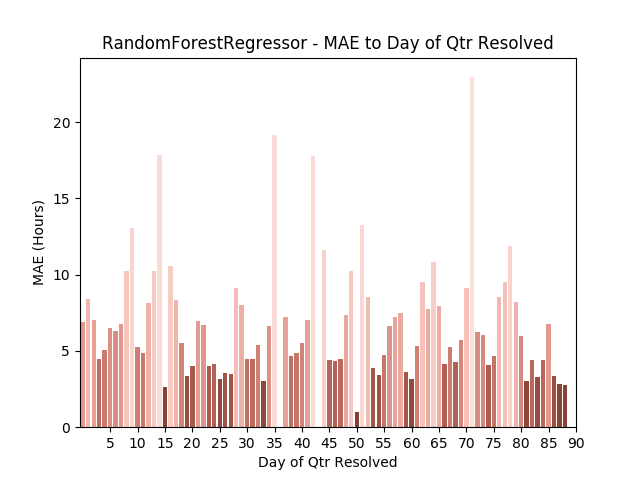 RandomForestRegressor - MAE to Day of Qtr Resolved
MAE (Hours)
20
15
10
5
0
5 10 15 20 25 30 35 40 45 50 55 60 65 70 75 80 85 90
Day of Qtr Resolved